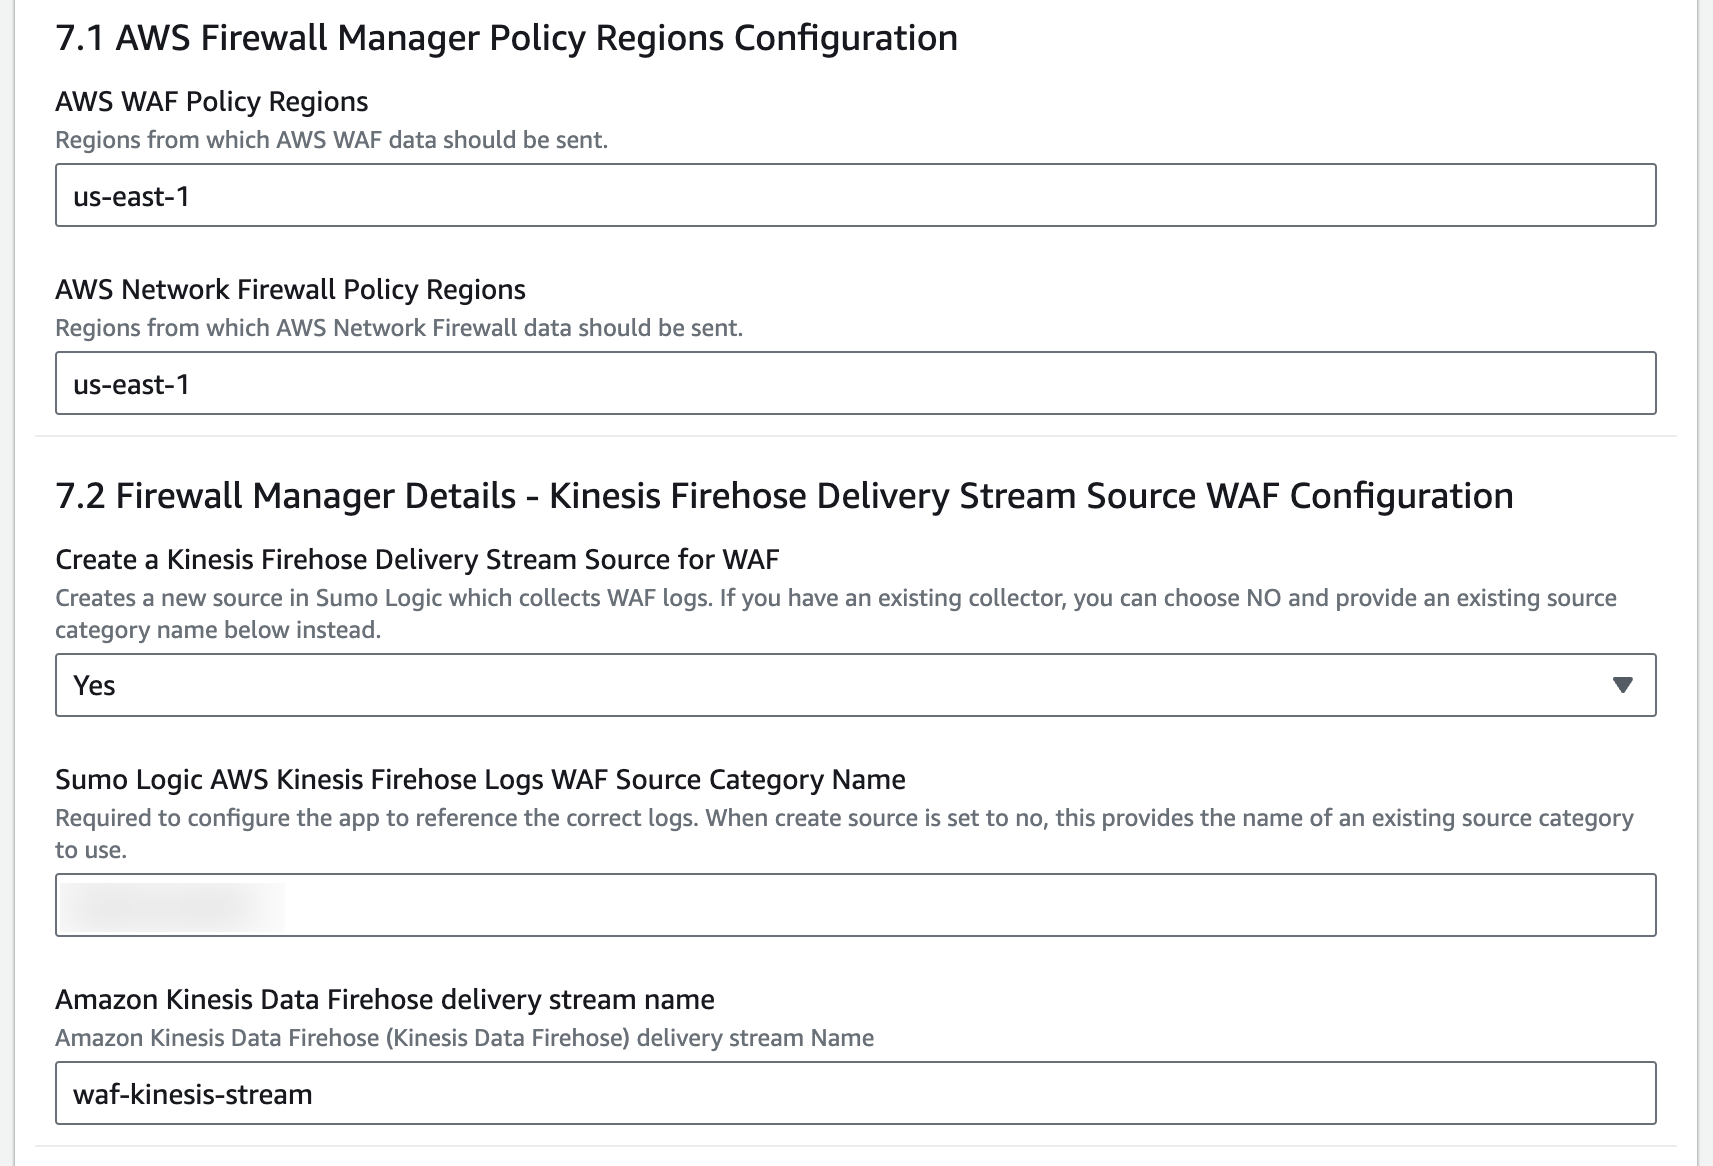 7.1 AWS Firewall Manager Policy Regions Configuration
AWS WAF Policy Regions
Regions from which AWS WAF data should be sent.
us-east-1
AWS Network Firewall Policy Regions
Regions from which AWS Network Firewall data should be sent.
us-east-1
7.2 Firewall Manager Details - Kinesis Firehose Delivery Stream Source WAF Configuration
Create a Kinesis Firehose Delivery Stream Source for WAF
Creates a new source in Sumo Logic which collects WAF logs. If you have an existing collector, you can choose NO and provide an existing source
category name below instead.
Yes
Sumo Logic AWS Kinesis Firehose Logs WAF Source Category Name
Required to configure the app to reference the correct logs. When create source is set to no, this provides the name of an existing source category
to use.
Amazon Kinesis Data Firehose delivery stream name
Amazon Kinesis Data Firehose (Kinesis Data Firehose) delivery stream Name
waf-kinesis-stream